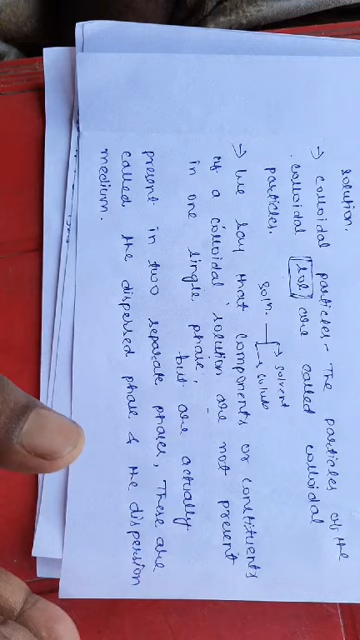 solution.
→ Colloidal particles - The particles of the
colloidal [sol] are called colloidal
particles.
soln. → solvent
→ solute
→ We say that components or constituents
of a colloidal solution are not present
in one single phase, but are actually
present in two separate phases, These are
called the dispersed phase & the dispersion
medium.